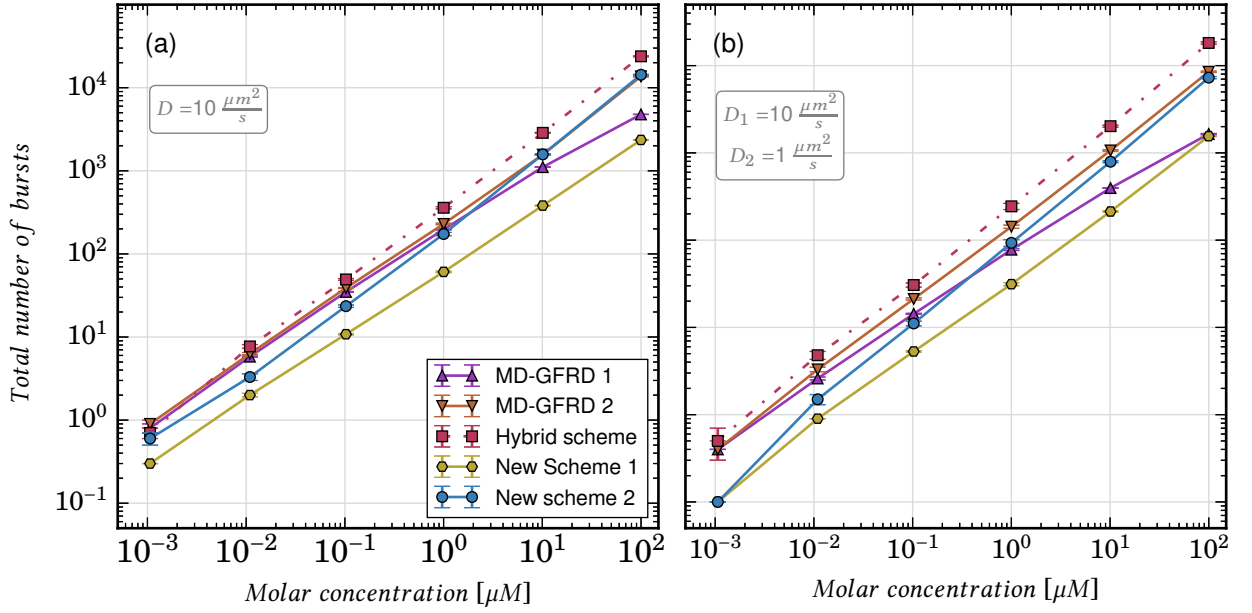 (a)
D =10 μm²/s
Total number of bursts
10⁴
10³
10²
10¹
10⁰
10⁻¹
MD-GFRD 1
MD-GFRD 2
Hybrid scheme
New Scheme 1
New scheme 2
10⁻³ 10⁻² 10⁻¹ 10⁰ 10¹ 10²
Molar concentration [μM]
(b)
D₁ =10 μm²/s
D₂ =1 μm²/s
10⁻³ 10⁻² 10⁻¹ 10⁰ 10¹ 10²
Molar concentration [μM]